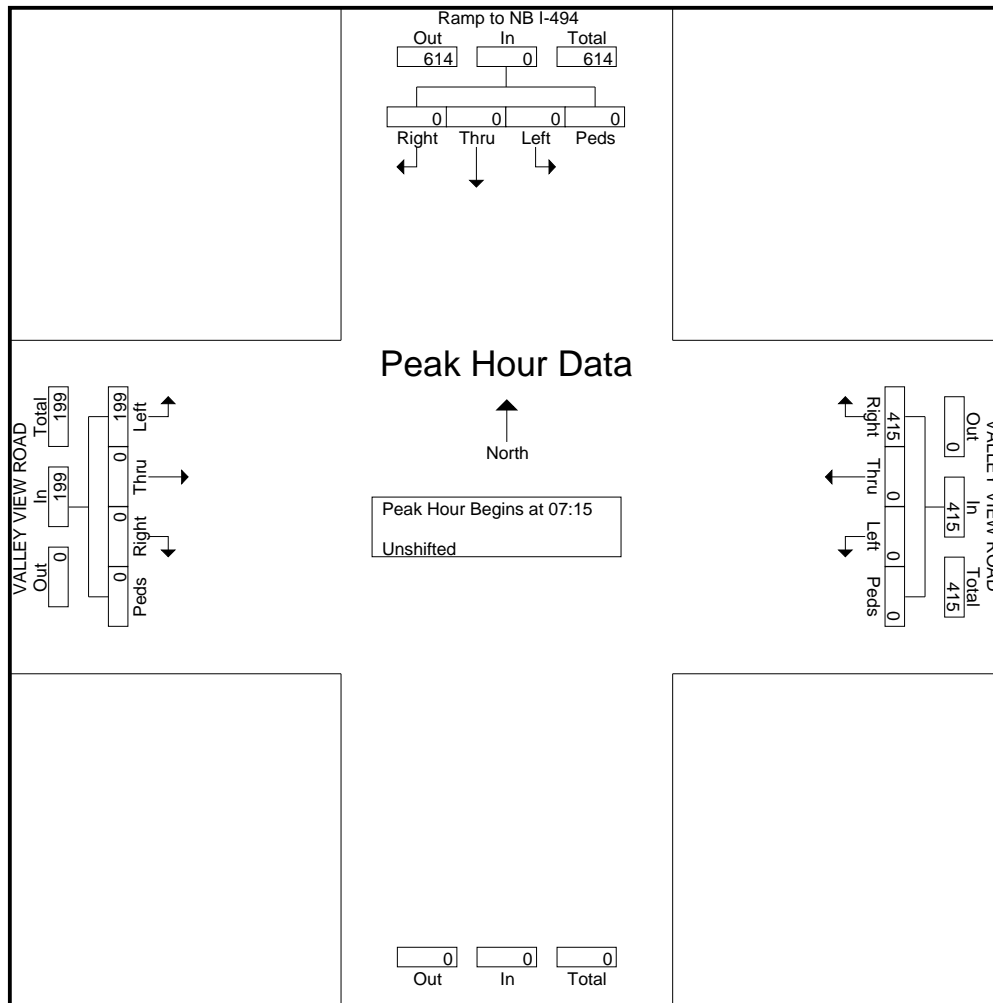 Ramp to NB I-494
Out In Total
614 0 614
0 0 0 0
Right Thru Left Peds
Peak Hour Data
North
Peak Hour Begins at 07:15
Unshifted
VALLEY VIEW ROAD
Out In Total
0 199 199
0 0 0 199
Peds Right Thru Left
VALLEY VIEW ROAD
Out In Total
0 415 415
415 0 0 0
Right Thru Left Peds
0 0 0
Out In Total